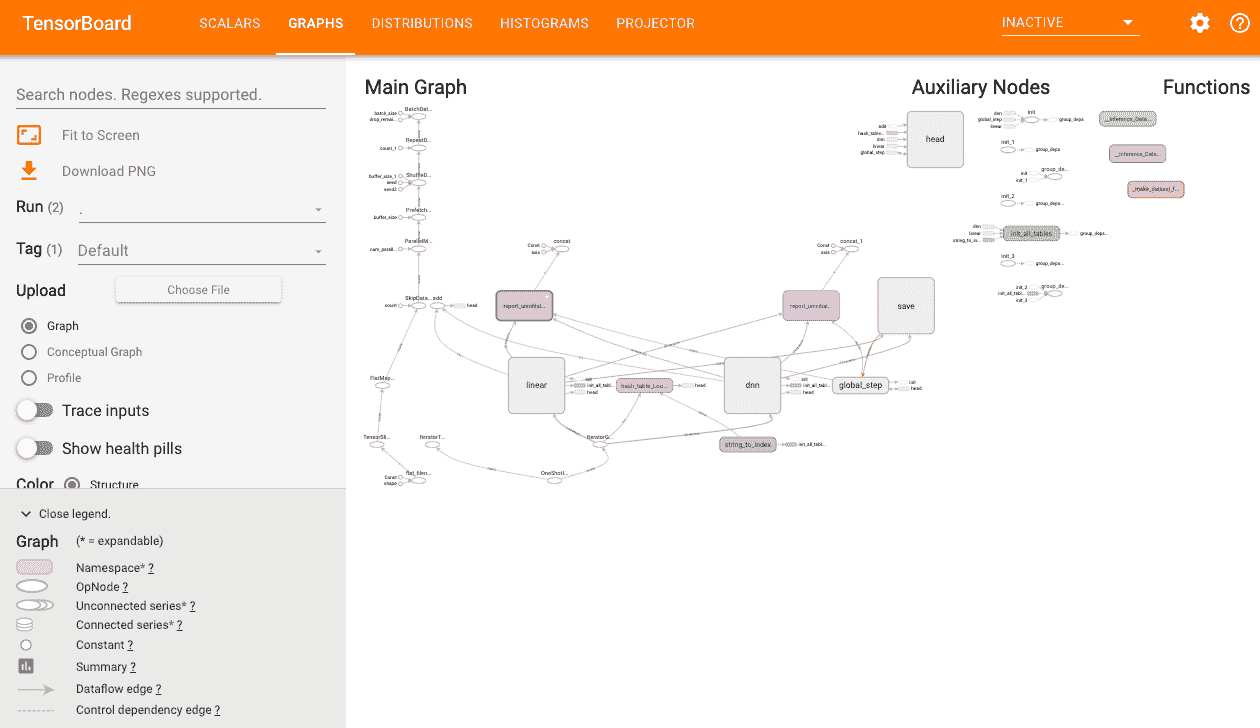 TensorBoard
SCALARS
GRAPHS
DISTRIBUTIONS
HISTOGRAMS
PROJECTOR
INACTIVE
Search nodes. Regexes supported.
Fit to Screen
Download PNG
Run (2)
.
Tag (1)
Default
Upload
Choose File
Graph
Conceptual Graph
Profile
Trace inputs
Show health pills
Color
Structure
Close legend.
Graph
(* = expandable)
Namespace* ?
OpNode ?
Unconnected series* ?
Connected series* ?
Constant ?
Summary ?
Dataflow edge ?
Control dependency edge ?
Main Graph
batch_size
drop_remai...
BatchDat...
count_1
RepeatD...
buffer_size_1
seed
seed2
ShuffleD...
buffer_size
Prefetch...
num_parall...
ParallelM...
count
SkipData...
add
head
FlatMap...
TensorSli...
Const
shape
flat_filen...
IteratorT...
OneShotI...
IteratorG...
Const
axis
concat
report_uninitial...
linear
init
init_all_tabl...
head
hash_table_Loo...
head
Const
axis
concat_1
report_uninitial...
save
dnn
init
init_all_tabl...
head
global_step
init
head
string_to_index
init_all_tabl...
Auxiliary Nodes
add
hash_table...
dnn
linear
global_step
head
dnn
global_step
linear
init
group_deps
init_1
group_deps
init
init_1
group_de...
init_2
group_deps...
dnn
linear
string_to_in...
init_all_tables
group_deps...
init_3
group_deps...
init_2
init_all_tabl...
init_3
group_de...
Functions
__inference_Data...
__inference_Data...
_make_dataset_f...